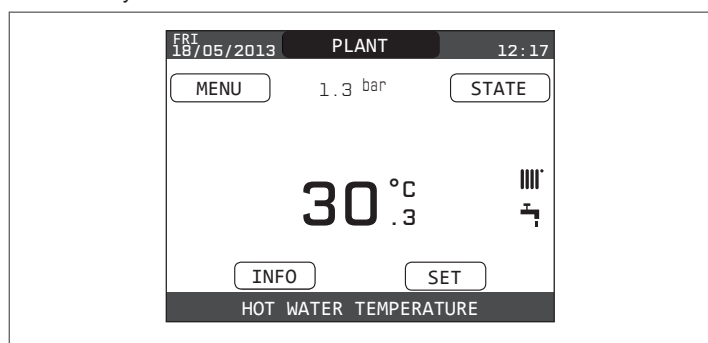 FRI
18/05/2013 PLANT 12:17
MENU 1.3 bar STATE
30.3 °C
INFO SET
HOT WATER TEMPERATURE